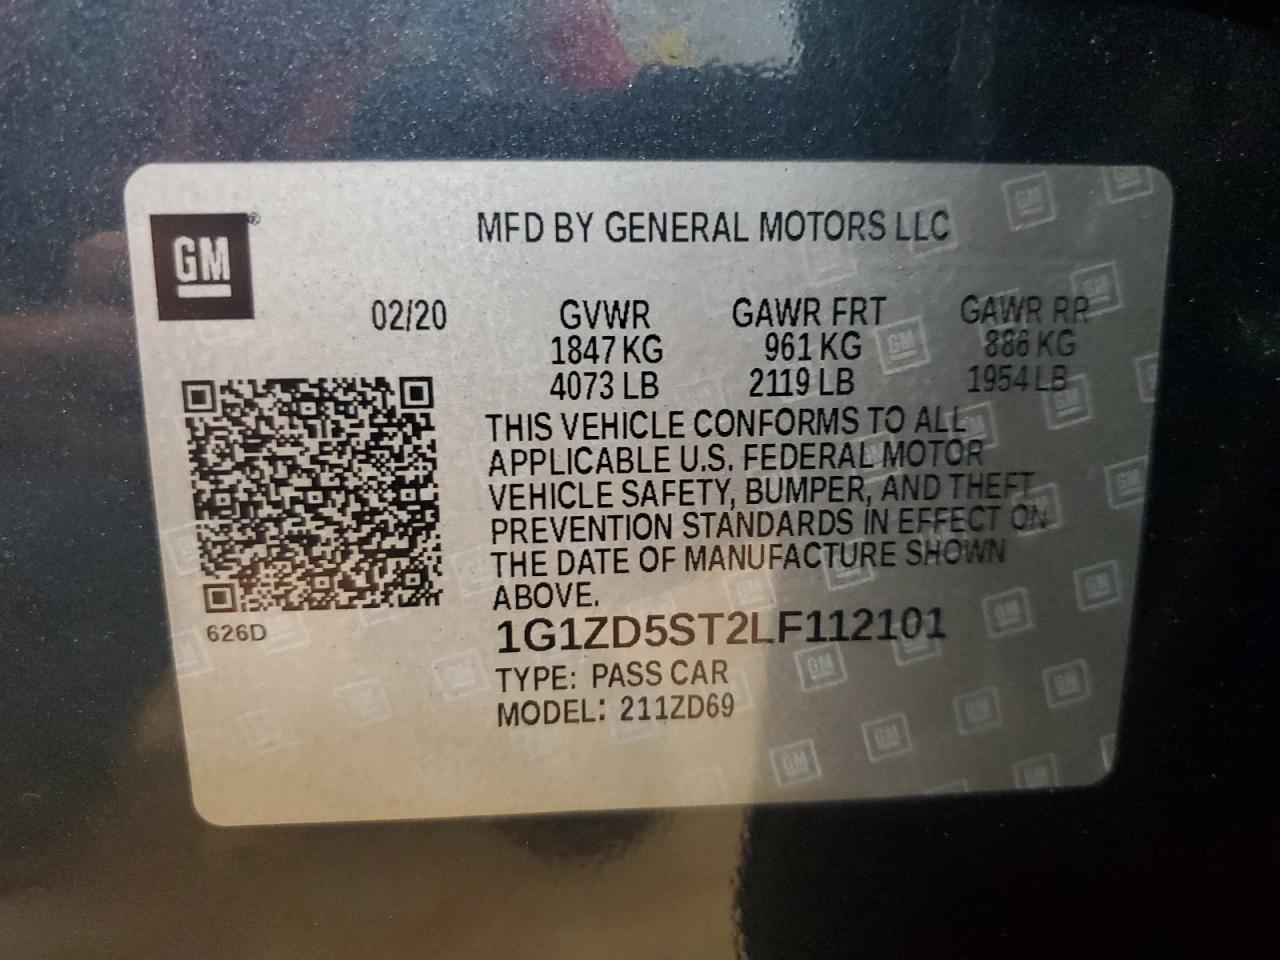 GM®
MFD BY GENERAL MOTORS LLC
02/20 GVWR GAWR FRT GAWR RR
1847 KG 961 KG 886 KG
4073 LB 2119 LB 1954 LB
THIS VEHICLE CONFORMS TO ALL
APPLICABLE U.S. FEDERAL MOTOR
VEHICLE SAFETY, BUMPER, AND THEFT
PREVENTION STANDARDS IN EFFECT ON
THE DATE OF MANUFACTURE SHOWN
ABOVE.
626D
1G1ZD5ST2LF112101
TYPE: PASS CAR
MODEL: 211ZD69